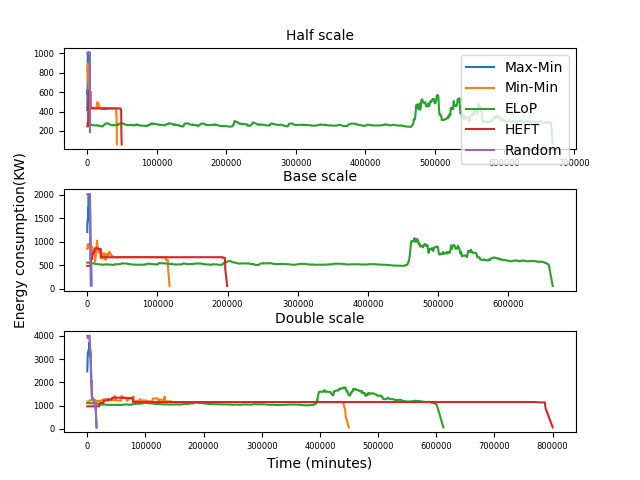 Half scale
1000
800
600
400
200
0 100000 200000 300000 400000 500000 600000 700000
Max-Min
Min-Min
ELoP
HEFT
Random
Base scale
2000
1500
1000
500
0
0 100000 200000 300000 400000 500000 600000
Energy consumption(KW)
Double scale
4000
3000
2000
1000
0
0 100000 200000 300000 400000 500000 600000 700000 800000
Time (minutes)